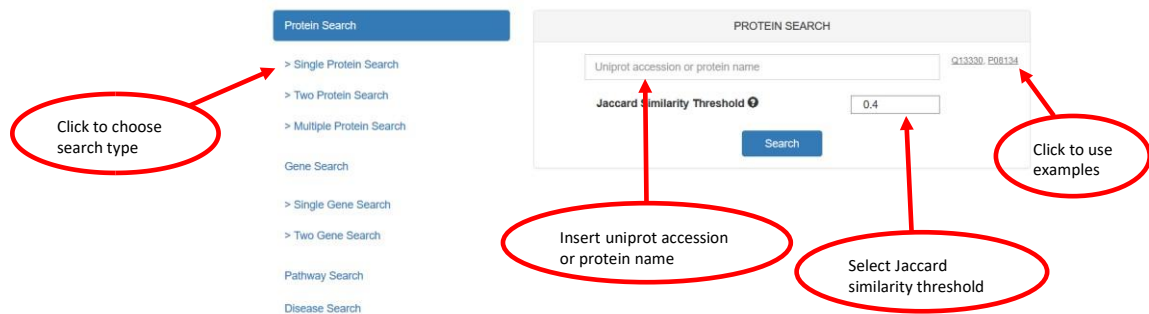 Protein Search
> Single Protein Search
> Two Protein Search
> Multiple Protein Search
Gene Search
> Single Gene Search
> Two Gene Search
Pathway Search
Disease Search
PROTEIN SEARCH
Uniprot accession or protein name
Q13330, P08134
Jaccard Similarity Threshold
0.4
Search
Click to choose
search type
Insert uniprot accession
or protein name
Select Jaccard
similarity threshold
Click to use
examples